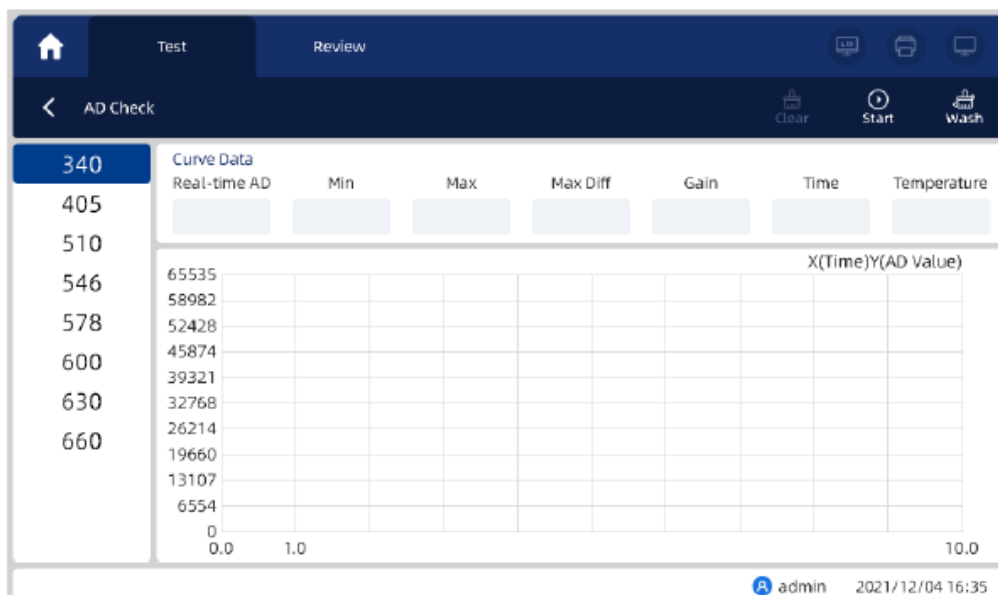 Test Review LIS
AD Check Clear Start Wash
340
405
510
546
578
600
630
660
Curve Data
Real-time AD Min Max Max Diff Gain Time Temperature
X(Time)Y(AD Value)
65535
58982
52428
45874
39321
32768
26214
19660
13107
6554
0
0.0 1.0 10.0
admin 2021/12/04 16:35